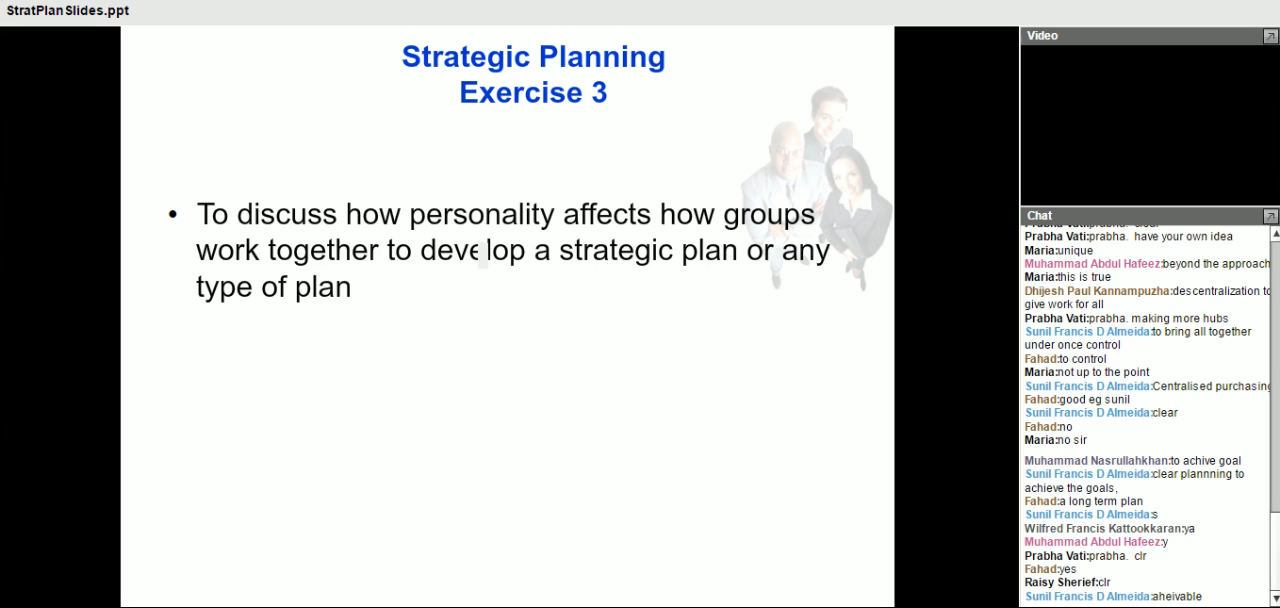 StratPlanSlides.ppt
Strategic Planning
Exercise 3
• To discuss how personality affects how groups
work together to develop a strategic plan or any
type of plan
Video
Chat
Prabha Vati:prabha. have your own idea
Maria:unique
Muhammad Abdul Hafeez:beyond the approach
Maria:this is true
Dhijesh Paul Kannampuzha:descentralization to
give work for all
Prabha Vati:prabha. making more hubs
Sunil Francis D Almeida:to bring all together
under once control
Fahad:to control
Maria:not up to the point
Sunil Francis D Almeida:Centralised purchasing
Fahad:good eg sunil
Sunil Francis D Almeida:clear
Fahad:no
Maria:no sir
Muhammad Nasrullahkhan:to achive goal
Sunil Francis D Almeida:clear plannning to
achieve the goals,
Fahad:a long term plan
Sunil Francis D Almeida:s
Wilfred Francis Kattookkaran:ya
Muhammad Abdul Hafeez:y
Prabha Vati:prabha. clr
Fahad:yes
Raisy Sherief:clr
Sunil Francis D Almeida:aheivable